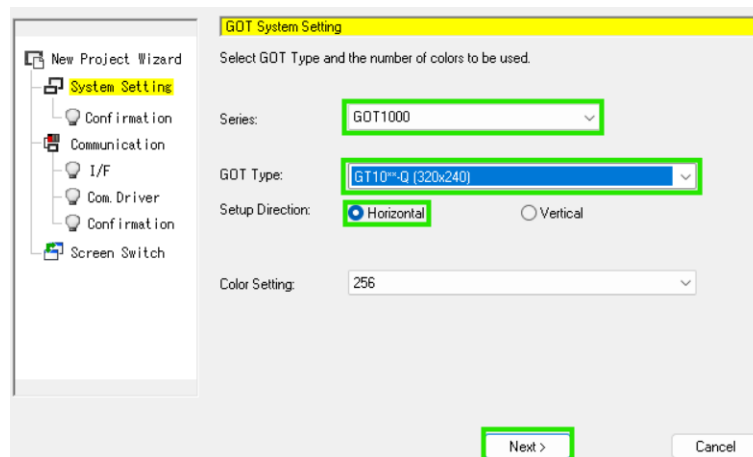 GOT System Setting
Select GOT Type and the number of colors to be used.
New Project Wizard
System Setting
Confirmation
Communication
I/F
Com. Driver
Confirmation
Screen Switch
Series: GOT1000
GOT Type: GT10**-Q (320x240)
Setup Direction: Horizontal Vertical
Color Setting: 256
Next > Cancel